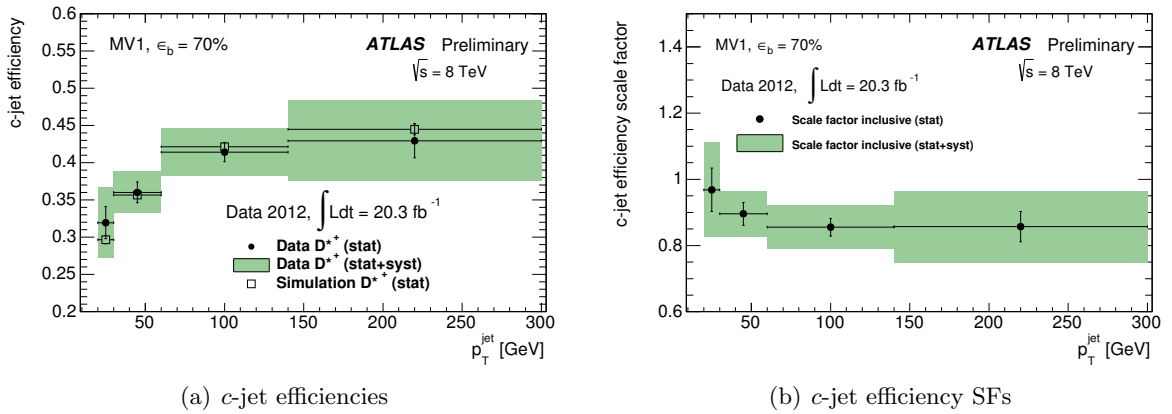 c-jet efficiency
0.6
0.55
0.5
0.45
0.4
0.35
0.3
0.25
0.2
MV1, ε_b = 70%
ATLAS Preliminary
√s = 8 TeV
Data 2012, ∫Ldt = 20.3 fb⁻¹
Data D*⁺ (stat)
Data D*⁺ (stat+syst)
Simulation D*⁺ (stat)
50 100 150 200 250 300
p_T^jet [GeV]
(a) c-jet efficiencies
c-jet efficiency scale factor
1.4
1.2
1
0.8
0.6
MV1, ε_b = 70%
ATLAS Preliminary
√s = 8 TeV
Data 2012, ∫Ldt = 20.3 fb⁻¹
Scale factor inclusive (stat)
Scale factor inclusive (stat+syst)
50 100 150 200 250 300
p_T^jet [GeV]
(b) c-jet efficiency SFs